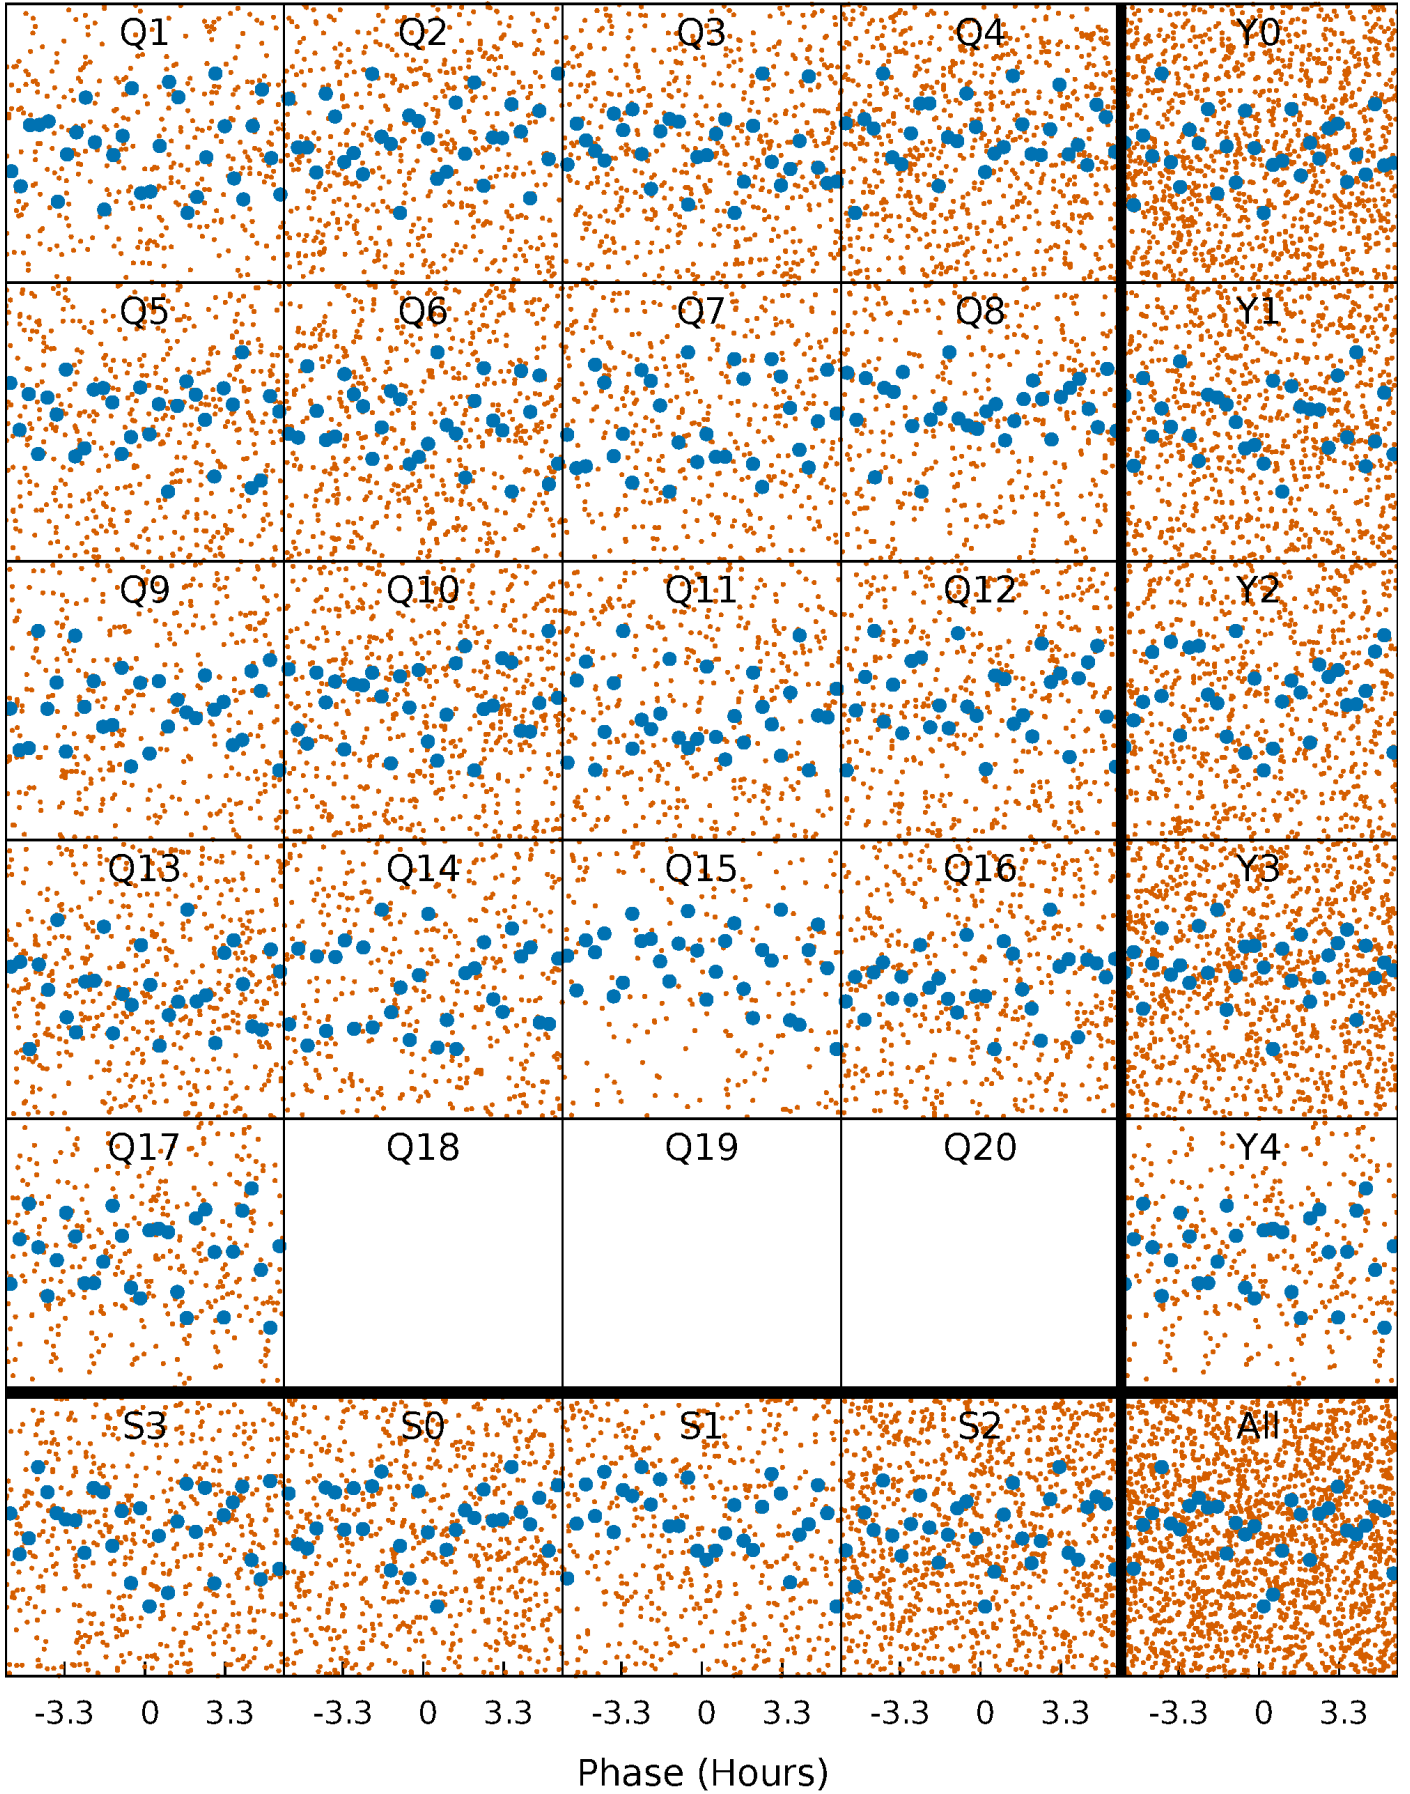 Q1 Q2 Q3 Q4 Y0
Q5 Q6 Q7 Q8 Y1
Q9 Q10 Q11 Q12 Y2
Q13 Q14 Q15 Q16 Y3
Q17 Q18 Q19 Q20 Y4
S3 S0 S1 S2 All
-3.3 0 3.3 -3.3 0 3.3 -3.3 0 3.3 -3.3 0 3.3 -3.3 0 3.3
Phase (Hours)